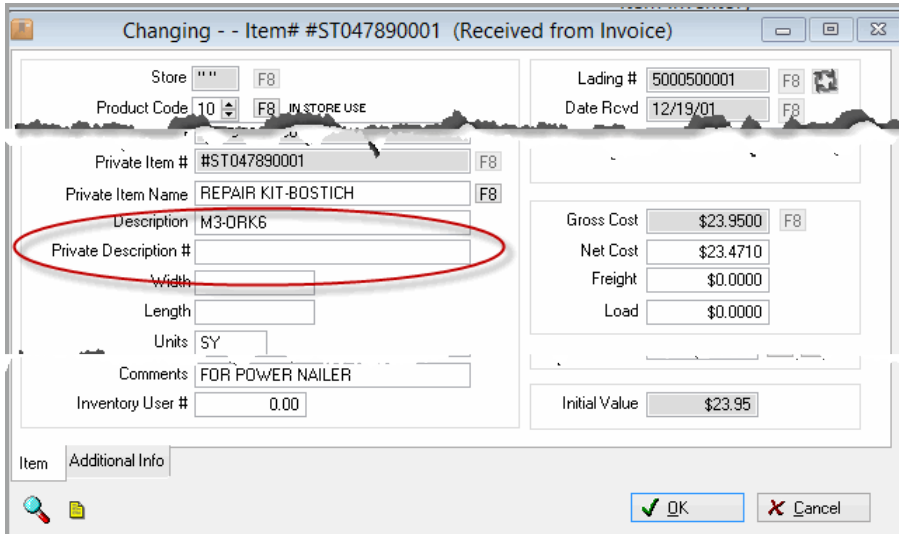 Changing - - Item# #ST047890001 (Received from Invoice)
Store "" F8
Product Code 10 F8 IN STORE USE
Lading # 5000500001 F8
Date Rcvd 12/19/01 F8
Private Item # #ST047890001 F8
Private Item Name REPAIR KIT-BOSTICH F8
Description M3-ORK6
Private Description #
Width
Length
Units SY
Gross Cost $23.9500 F8
Net Cost $23.4710
Freight $0.0000
Load $0.0000
Comments FOR POWER NAILER
Inventory User # 0.00
Initial Value $23.95
Item Additional Info
OK Cancel